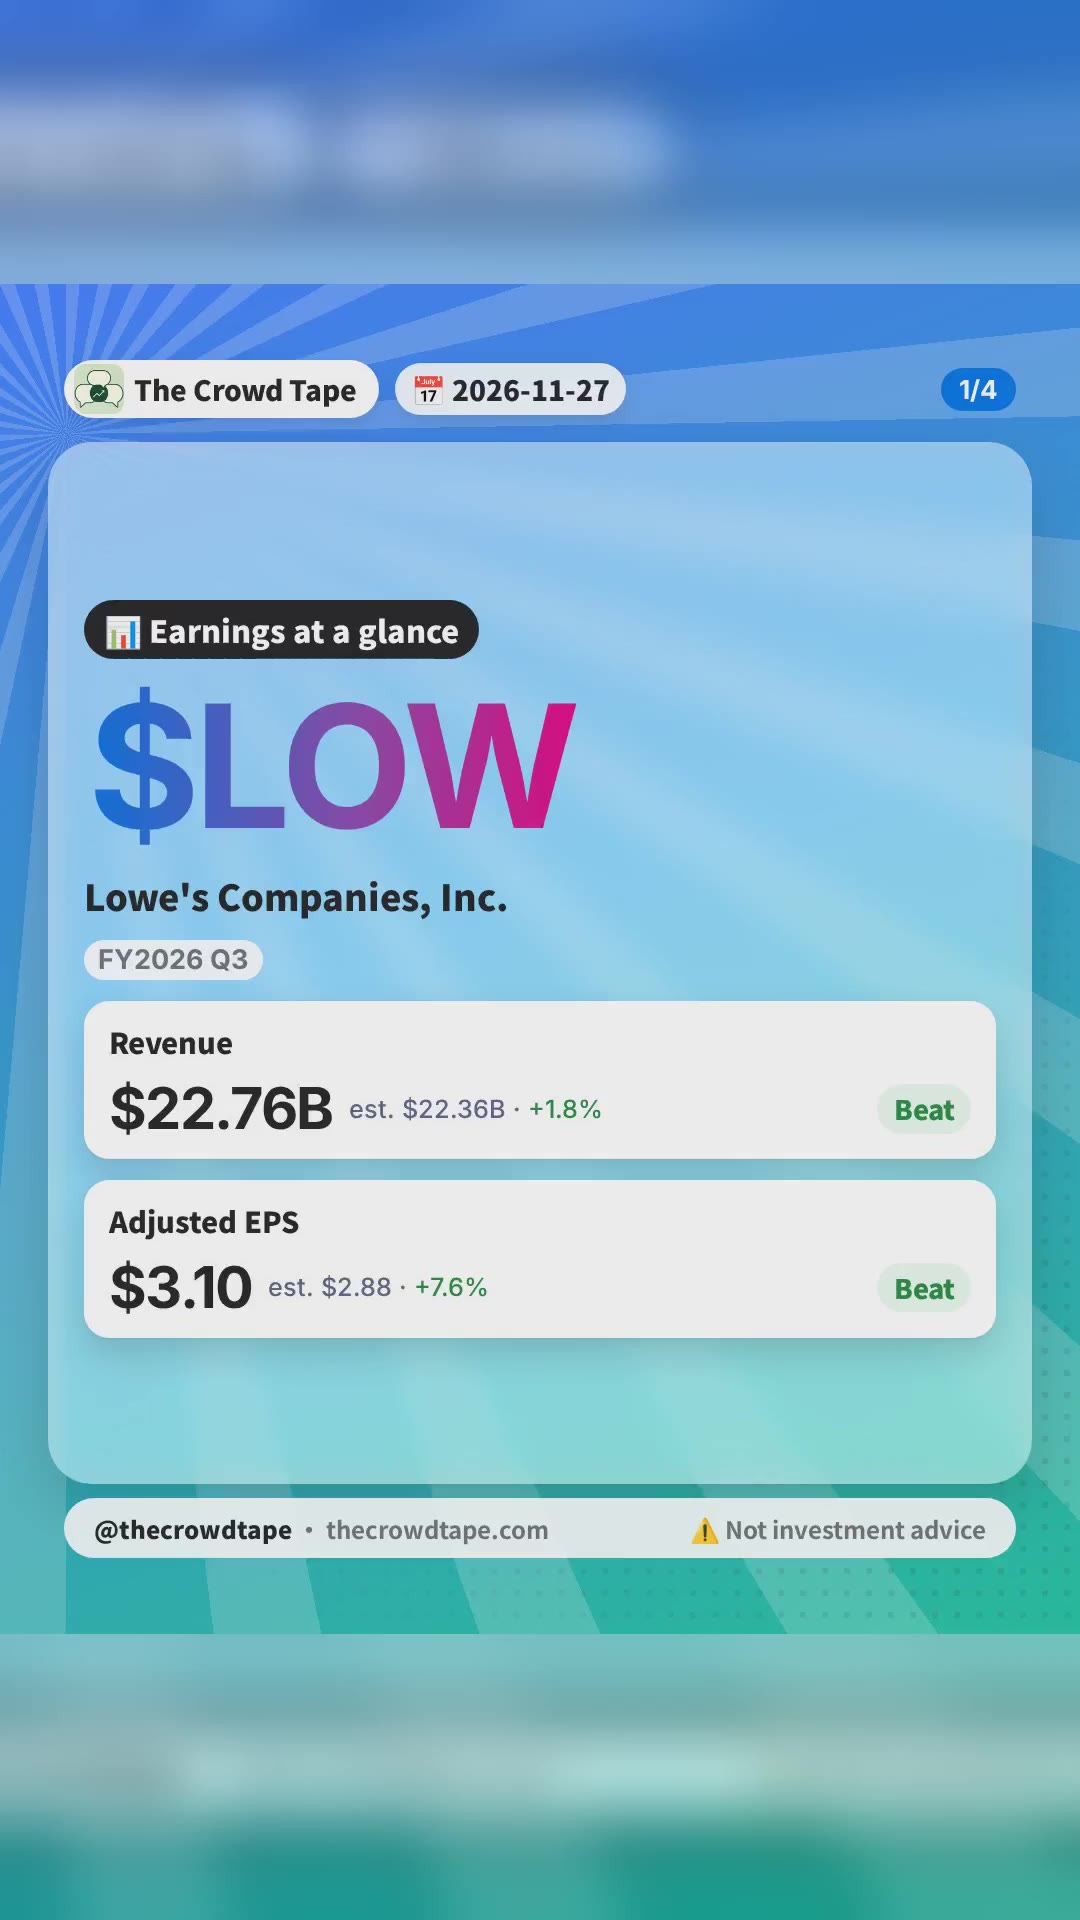 The Crowd Tape
2026-11-27
1/4
Earnings at a glance
$LOW
Lowe's Companies, Inc.
FY2026 Q3
Revenue
$22.76B est. $22.36B · +1.8%
Beat
Adjusted EPS
$3.10 est. $2.88 · +7.6%
Beat
@thecrowdtape • thecrowdtape.com
Not investment advice